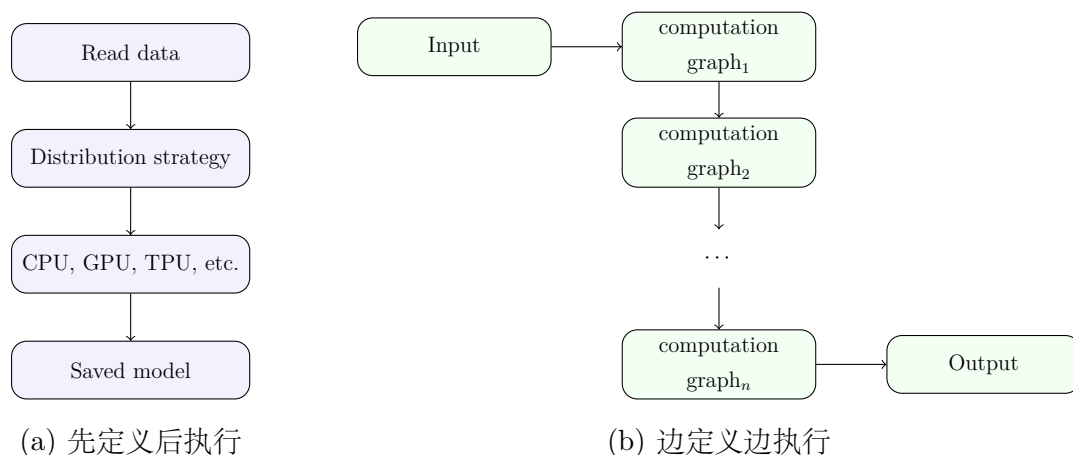 Read data
Distribution strategy
CPU, GPU, TPU, etc.
Saved model
(a) 先定义后执行
Input
computation
graph₁
computation
graph₂
...
computation
graphₙ
Output
(b) 边定义边执行